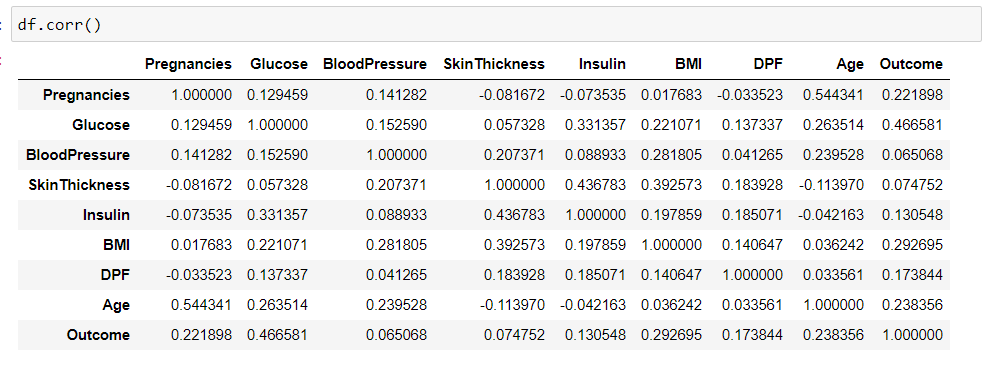 df.corr()
Pregnancies Glucose BloodPressure SkinThickness Insulin BMI DPF Age Outcome
Pregnancies 1.000000 0.129459 0.141282 -0.081672 -0.073535 0.017683 -0.033523 0.544341 0.221898
Glucose 0.129459 1.000000 0.152590 0.057328 0.331357 0.221071 0.137337 0.263514 0.466581
BloodPressure 0.141282 0.152590 1.000000 0.207371 0.088933 0.281805 0.041265 0.239528 0.065068
SkinThickness -0.081672 0.057328 0.207371 1.000000 0.436783 0.392573 0.183928 -0.113970 0.074752
Insulin -0.073535 0.331357 0.088933 0.436783 1.000000 0.197859 0.185071 -0.042163 0.130548
BMI 0.017683 0.221071 0.281805 0.392573 0.197859 1.000000 0.140647 0.036242 0.292695
DPF -0.033523 0.137337 0.041265 0.183928 0.185071 0.140647 1.000000 0.033561 0.173844
Age 0.544341 0.263514 0.239528 -0.113970 -0.042163 0.036242 0.033561 1.000000 0.238356
Outcome 0.221898 0.466581 0.065068 0.074752 0.130548 0.292695 0.173844 0.238356 1.000000